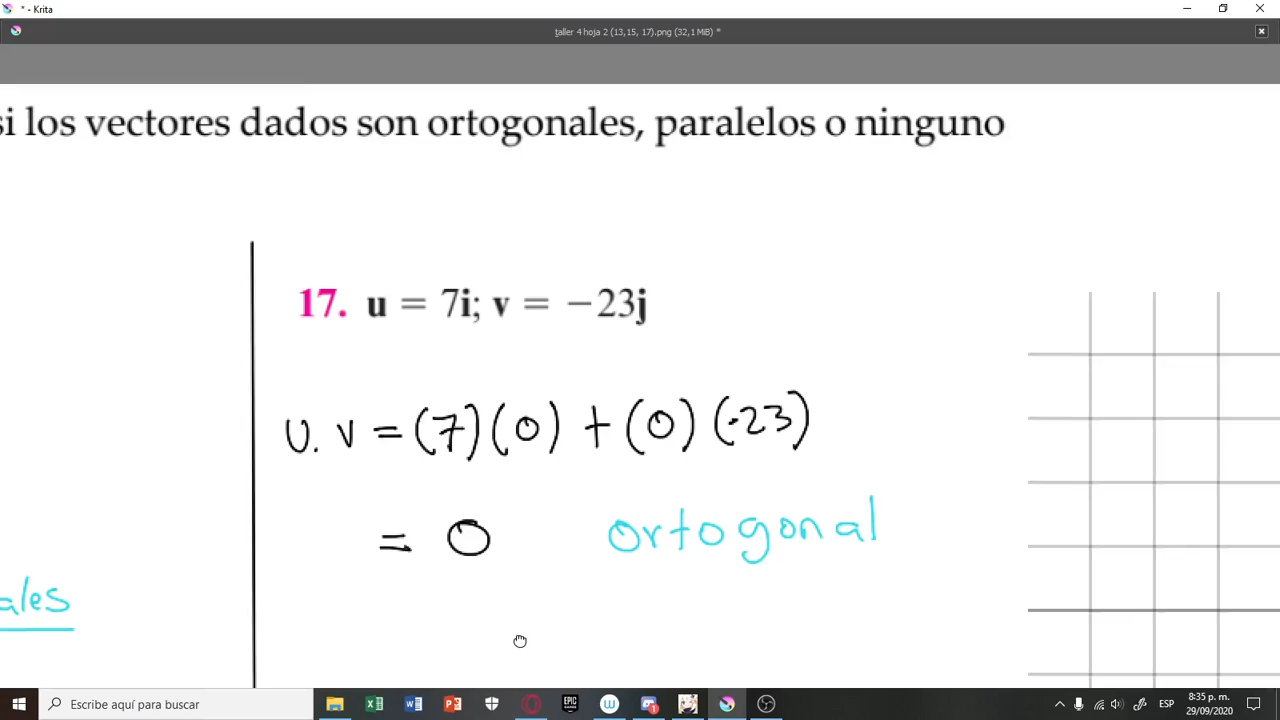 * - Krita
taller 4 hoja 2 (13,15, 17).png (32,1 MiB) *
si los vectores dados son ortogonales, paralelos o ninguno
17. u = 7i; v = −23j
U. V = (7)(0) + (0)(-23)
= 0 ortogonal
ales
Escribe aquí para buscar
ESP
8:35 p. m.
29/09/2020